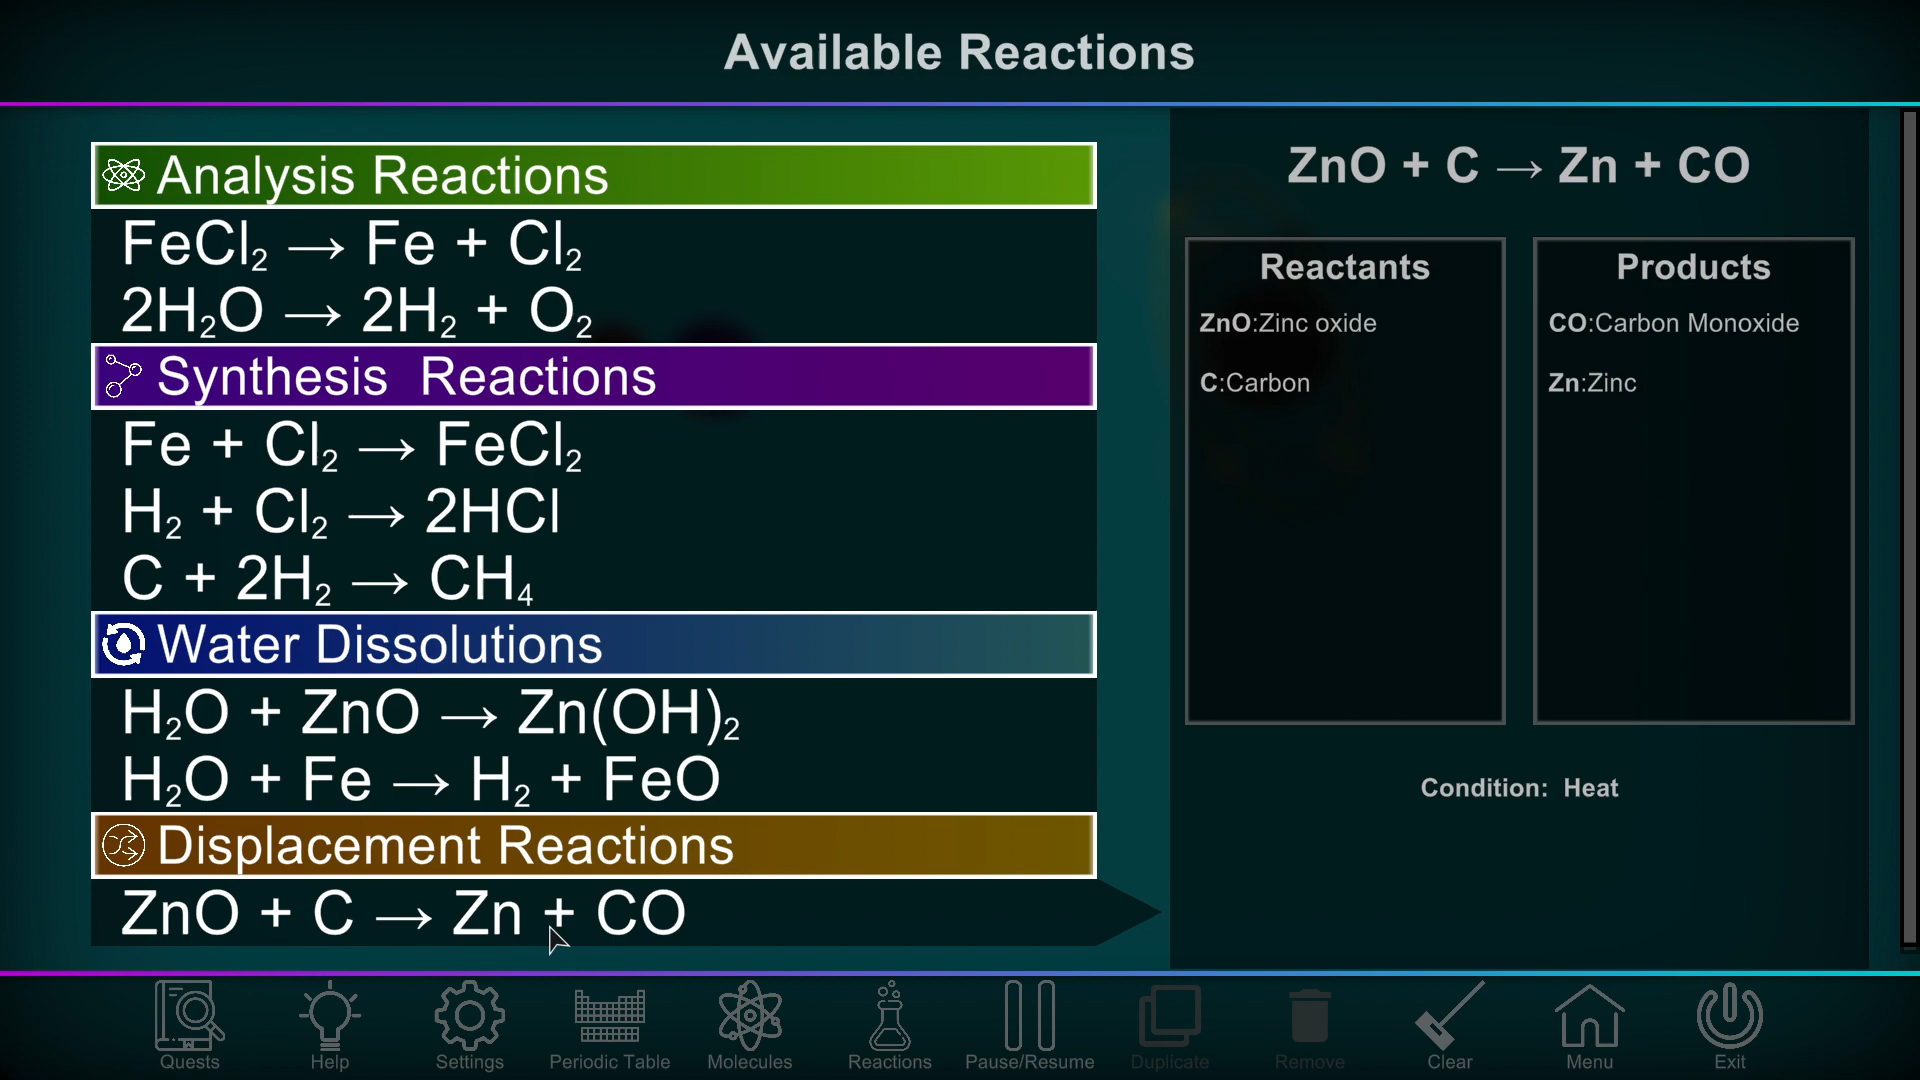 Available Reactions
Analysis Reactions
FeCl₂ → Fe + Cl₂
2H₂O → 2H₂ + O₂
Synthesis  Reactions
Fe + Cl₂ → FeCl₂
H₂ + Cl₂ → 2HCl
C + 2H₂ → CH₄
Water Dissolutions
H₂O + ZnO → Zn(OH)₂
H₂O + Fe → H₂ + FeO
Displacement Reactions
ZnO + C → Zn + CO
ZnO + C → Zn + CO
Reactants
ZnO:Zinc oxide
C:Carbon
Products
CO:Carbon Monoxide
Zn:Zinc
Condition:  Heat
Quests
Help
Settings
Periodic Table
Molecules
Reactions
Pause/Resume
Duplicate
Remove
Clear
Menu
Exit